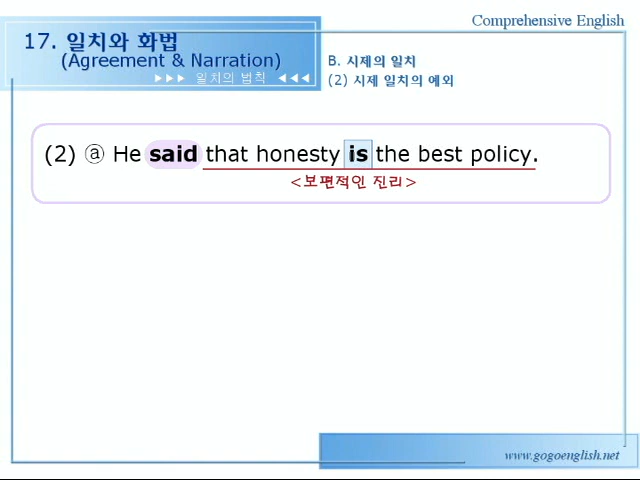 Comprehensive English
17. 일치와 화법
(Agreement & Narration)
▶▶▶ 일치의 법칙 ◀◀◀
B. 시제의 일치
(2) 시제 일치의 예외
(2) ⓐ He said that honesty is the best policy.
<보편적인 진리>
www.gogoenglish.net